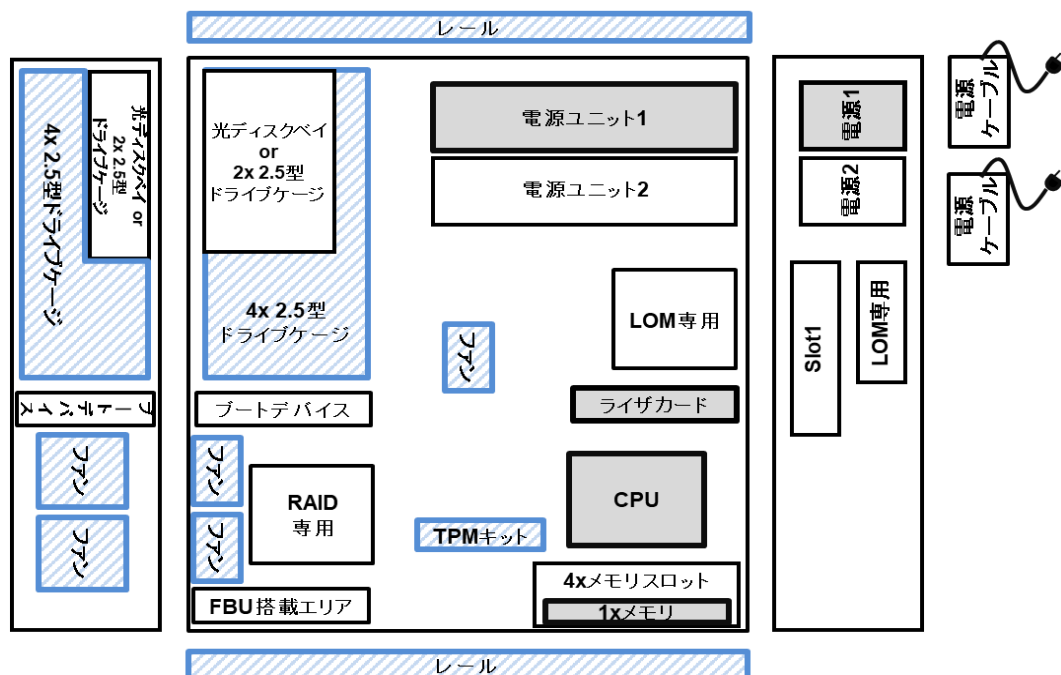 レール
光ディスクベイ or
2x 2.5型
ドライブケージ
4x 2.5型ドライブケージ
ブートデバイス
ファン
ファン
光ディスクベイ
or
2x 2.5型
ドライブケージ
4x 2.5型
ドライブケージ
電源ユニット1
電源ユニット2
LOM専用
ファン
ブートデバイス
ライザカード
ファン
ファン
RAID
専用
CPU
TPMキット
4xメモリスロット
1xメモリ
FBU搭載エリア
電源1
電源2
Slot1
LOM専用
電源
ケーブル
電源
ケーブル
レール